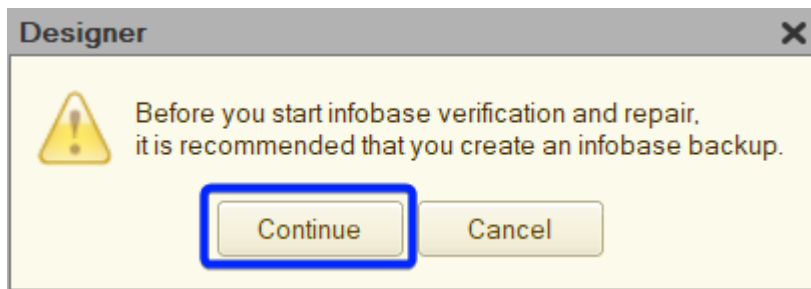 Designer
Before you start infobase verification and repair,
it is recommended that you create an infobase backup.
Continue Cancel